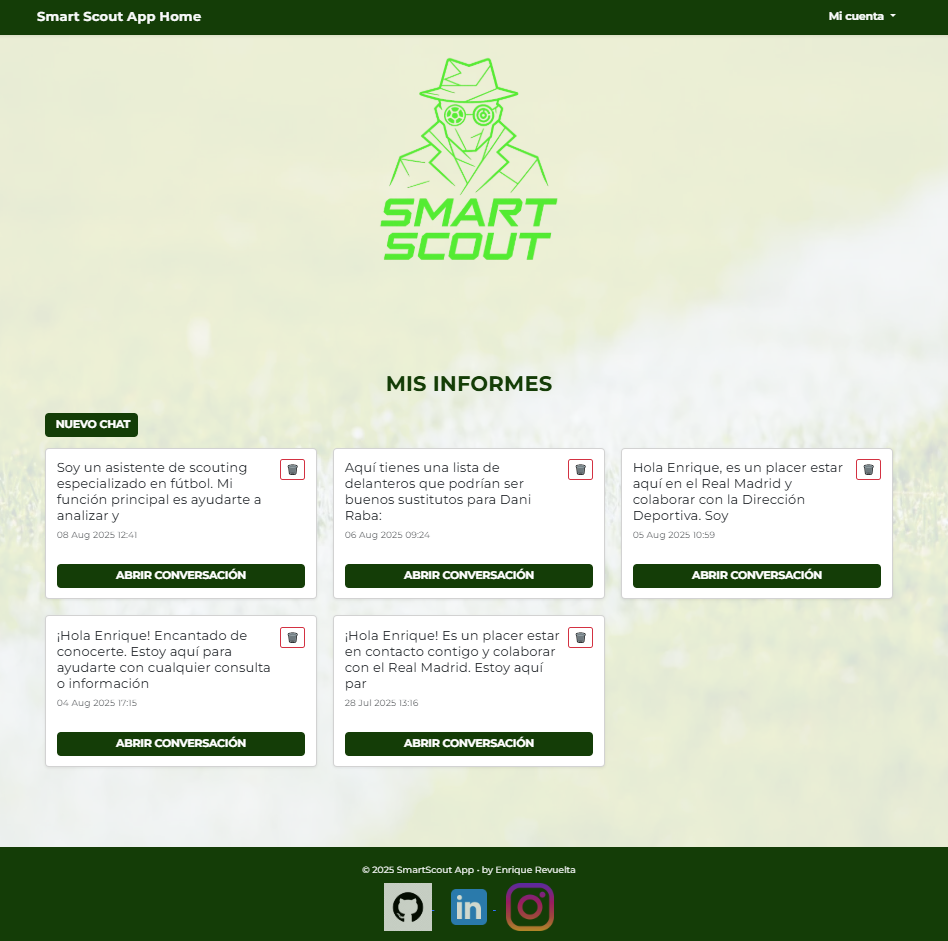 Smart Scout App Home
Mi cuenta
SMART
SCOUT
MIS INFORMES
NUEVO CHAT
Soy un asistente de scouting
especializado en fútbol. Mi
función principal es ayudarte a
analizar y
08 Aug 2025 12:41
ABRIR CONVERSACIÓN
Aquí tienes una lista de
delanteros que podrían ser
buenos sustitutos para Dani
Raba:
06 Aug 2025 09:24
ABRIR CONVERSACIÓN
Hola Enrique, es un placer estar
aquí en el Real Madrid y
colaborar con la Dirección
Deportiva. Soy
05 Aug 2025 10:59
ABRIR CONVERSACIÓN
¡Hola Enrique! Encantado de
conocerte. Estoy aquí para
ayudarte con cualquier consulta
o información
04 Aug 2025 17:15
ABRIR CONVERSACIÓN
¡Hola Enrique! Es un placer estar
en contacto contigo y colaborar
con el Real Madrid. Estoy aquí
par
28 Jul 2025 13:16
ABRIR CONVERSACIÓN
© 2025 SmartScout App • by Enrique Revuelta
in